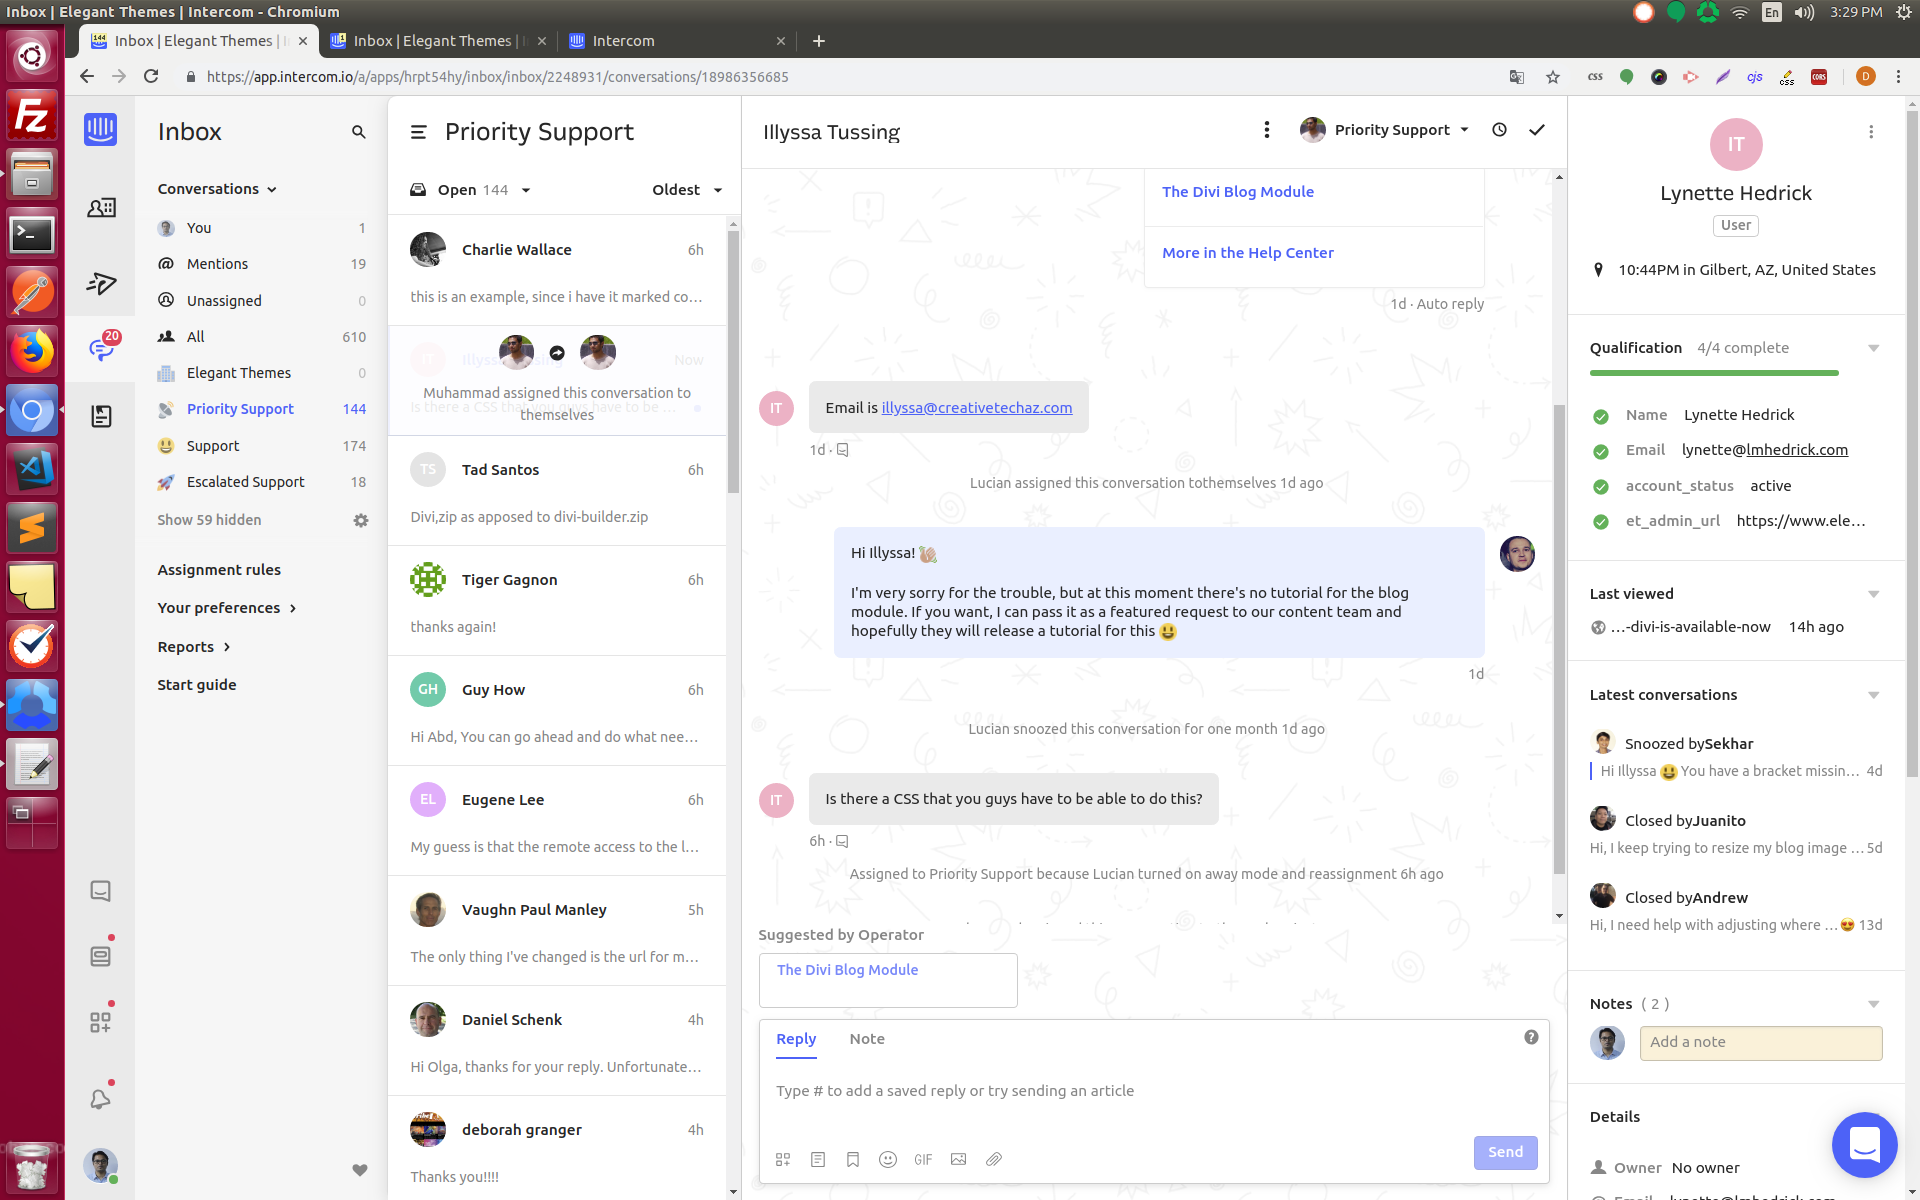 Inbox | Elegant Themes | Intercom - Chromium
En
3:29 PM
144
Inbox | Elegant Themes |
1
Inbox | Elegant Themes |
Intercom
https://app.intercom.io/a/apps/hrpt54hy/inbox/inbox/2248931/conversations/18986356685
css
cjs
css
CORS
D
Inbox
Conversations
You 1
@ Mentions 19
Unassigned 0
All 610
Elegant Themes 0
Priority Support 144
Support 174
Escalated Support 18
Show 59 hidden
Assignment rules
Your preferences
Reports
Start guide
20
Priority Support
Open 144
Oldest
Charlie Wallace 6h
this is an example, since i have it marked co...
Now
Muhammad assigned this conversation to themselves
Is there a CSS that you guys have to be ...
TS
Tad Santos 6h
Divi,zip as apposed to divi-builder.zip
Tiger Gagnon 6h
thanks again!
GH
Guy How 6h
Hi Abd, You can go ahead and do what nee...
EL
Eugene Lee 6h
My guess is that the remote access to the l...
Vaughn Paul Manley 5h
The only thing I've changed is the url for m...
Daniel Schenk 4h
Hi Olga, thanks for your reply. Unfortunate...
deborah granger 4h
Thanks you!!!!
Illyssa Tussing
Priority Support
The Divi Blog Module
More in the Help Center
1d · Auto reply
IT
Email is illyssa@creativetechaz.com
1d ·
Lucian assigned this conversation tothemselves 1d ago
Hi Illyssa!
I'm very sorry for the trouble, but at this moment there's no tutorial for the blog
module. If you want, I can pass it as a featured request to our content team and
hopefully they will release a tutorial for this
1d
Lucian snoozed this conversation for one month 1d ago
IT
Is there a CSS that you guys have to be able to do this?
6h ·
Assigned to Priority Support because Lucian turned on away mode and reassignment 6h ago
Suggested by Operator
The Divi Blog Module
Reply
Note
?
Type # to add a saved reply or try sending an article
GIF
Send
IT
Lynette Hedrick
User
10:44PM in Gilbert, AZ, United States
Qualification 4/4 complete
Name Lynette Hedrick
Email lynette@lmhedrick.com
account_status active
et_admin_url https://www.ele...
Last viewed
...-divi-is-available-now 14h ago
Latest conversations
Snoozed bySekhar
Hi Illyssa 😃 You have a bracket missin... 4d
Closed byJuanito
Hi, I keep trying to resize my blog image ... 5d
Closed byAndrew
Hi, I need help with adjusting where ...😍 13d
Notes ( 2 )
Add a note
Details
Owner No owner
Email lynette@lmhedrick.com